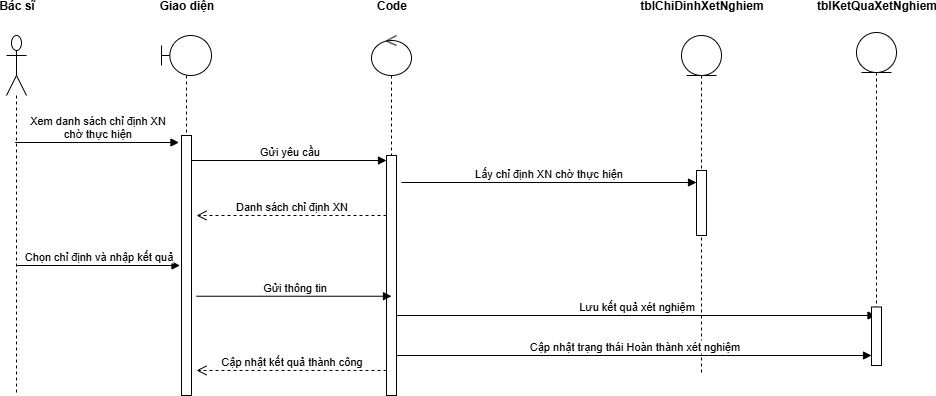 Bác sĩ
Giao diện
Code
tblChiDinhXetNghiem
tblKetQuaXetNghiem
Xem danh sách chỉ định XN
chờ thực hiện
Gửi yêu cầu
Lấy chỉ định XN chờ thực hiện
Danh sách chỉ định XN
Chọn chỉ định và nhập kết quả
Gửi thông tin
Lưu kết quả xét nghiệm
Cập nhật trạng thái Hoàn thành xét nghiệm
Cập nhật kết quả thành công